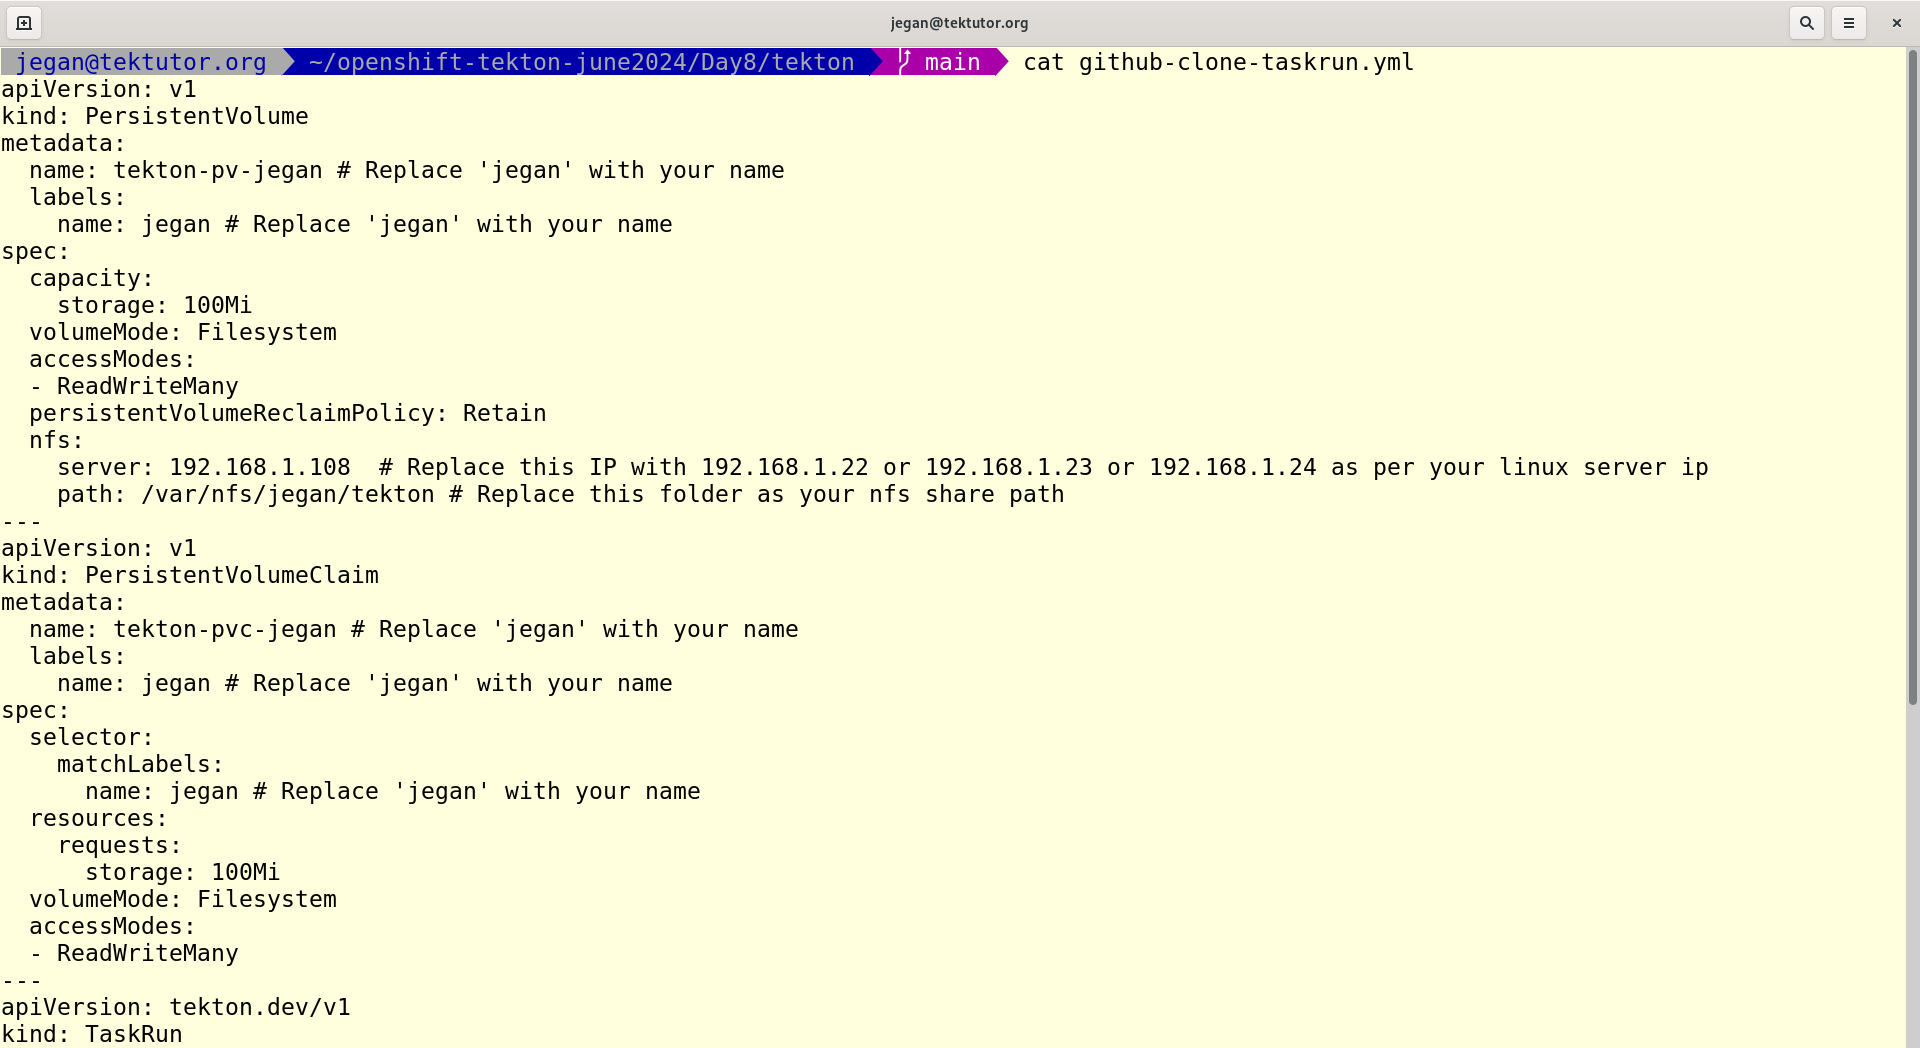 jegan@tektutor.org
jegan@tektutor.org ~/openshift-tekton-june2024/Day8/tekton main cat github-clone-taskrun.yml
apiVersion: v1
kind: PersistentVolume
metadata:
  name: tekton-pv-jegan # Replace 'jegan' with your name
  labels:
    name: jegan # Replace 'jegan' with your name
spec:
  capacity:
    storage: 100Mi
  volumeMode: Filesystem
  accessModes:
  - ReadWriteMany
  persistentVolumeReclaimPolicy: Retain
  nfs:
    server: 192.168.1.108  # Replace this IP with 192.168.1.22 or 192.168.1.23 or 192.168.1.24 as per your linux server ip
    path: /var/nfs/jegan/tekton # Replace this folder as your nfs share path
---
apiVersion: v1
kind: PersistentVolumeClaim
metadata:
  name: tekton-pvc-jegan # Replace 'jegan' with your name
  labels:
    name: jegan # Replace 'jegan' with your name
spec:
  selector:
    matchLabels:
      name: jegan # Replace 'jegan' with your name
  resources:
    requests:
      storage: 100Mi
  volumeMode: Filesystem
  accessModes:
  - ReadWriteMany
---
apiVersion: tekton.dev/v1
kind: TaskRun